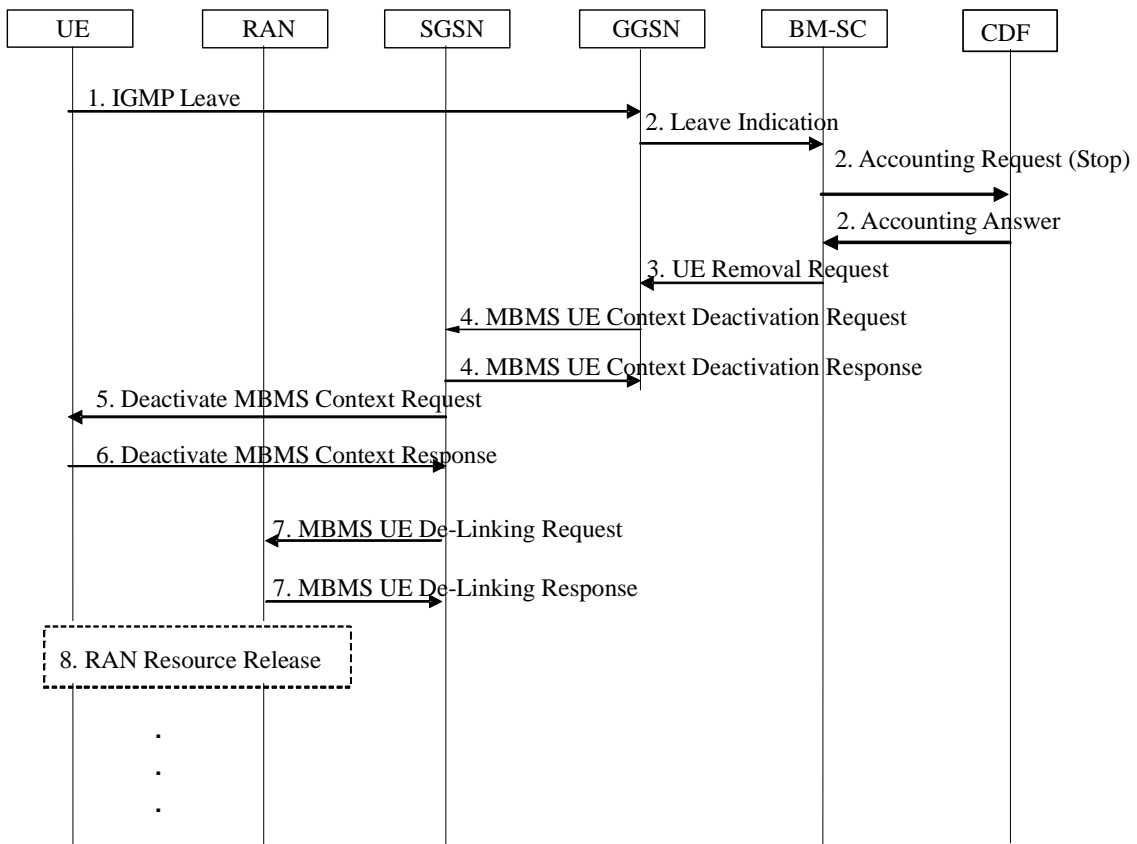 UE
RAN
SGSN
GGSN
BM-SC
CDF
1. IGMP Leave
2. Leave Indication
2. Accounting Request (Stop)
2. Accounting Answer
3. UE Removal Request
4. MBMS UE Context Deactivation Request
4. MBMS UE Context Deactivation Response
5. Deactivate MBMS Context Request
6. Deactivate MBMS Context Response
7. MBMS UE De-Linking Request
7. MBMS UE De-Linking Response
8. RAN Resource Release
.
.
.